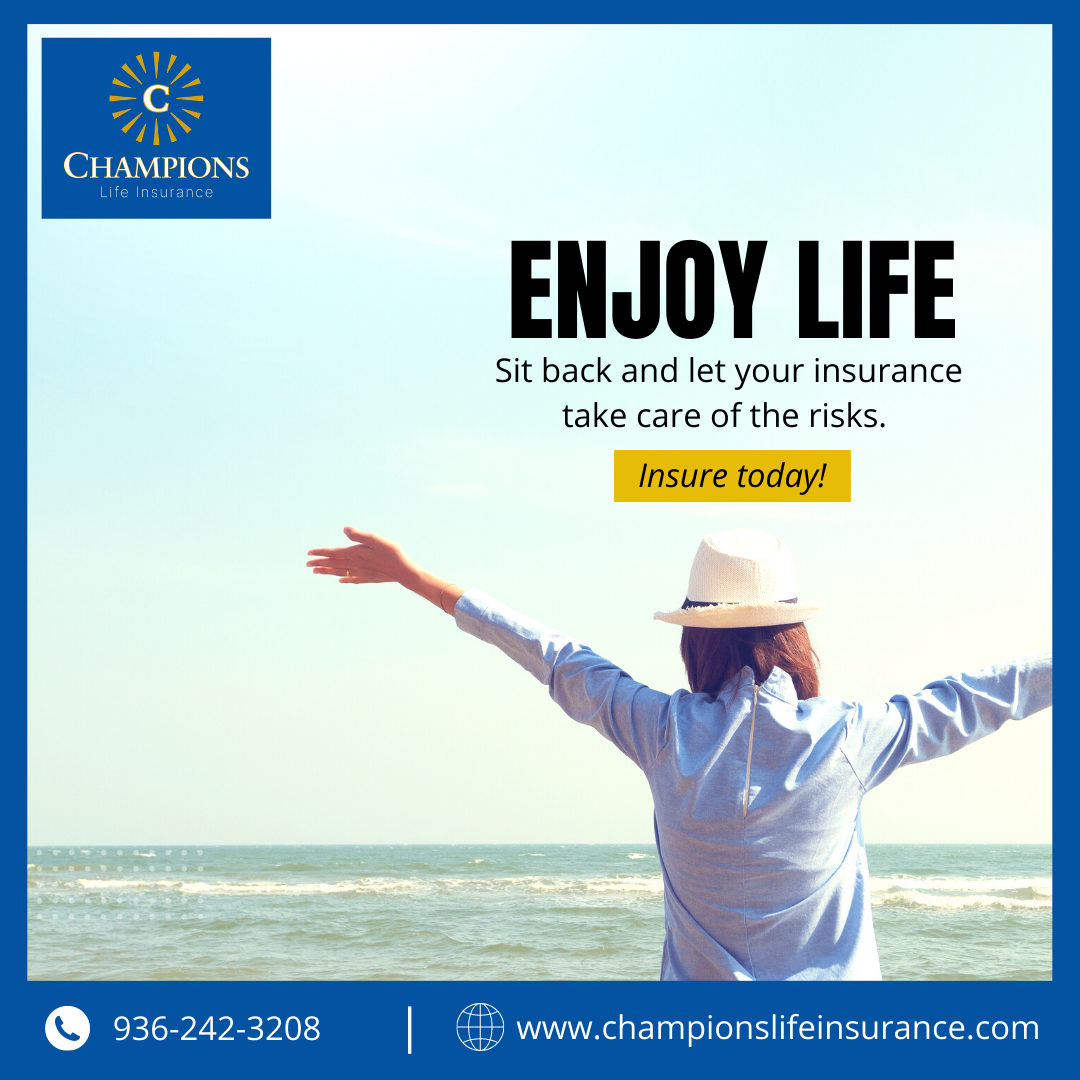 C
CHAMPIONS
Life Insurance
ENJOY LIFE
Sit back and let your insurance
take care of the risks.
Insure today!
936-242-3208 | www.championslifeinsurance.com